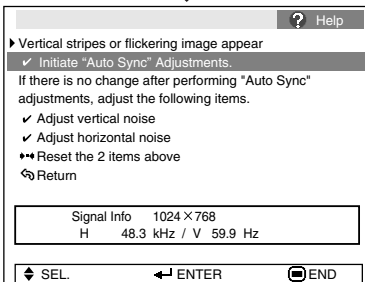 ? Help
Vertical stripes or flickering image appear
✔ Initiate “Auto Sync” Adjustments.
If there is no change after performing "Auto Sync"
adjustments, adjust the following items.
✔ Adjust vertical noise
✔ Adjust horizontal noise
Reset the 2 items above
Return
Signal Info 1024×768
H 48.3 kHz / V 59.9 Hz
SEL. ENTER END